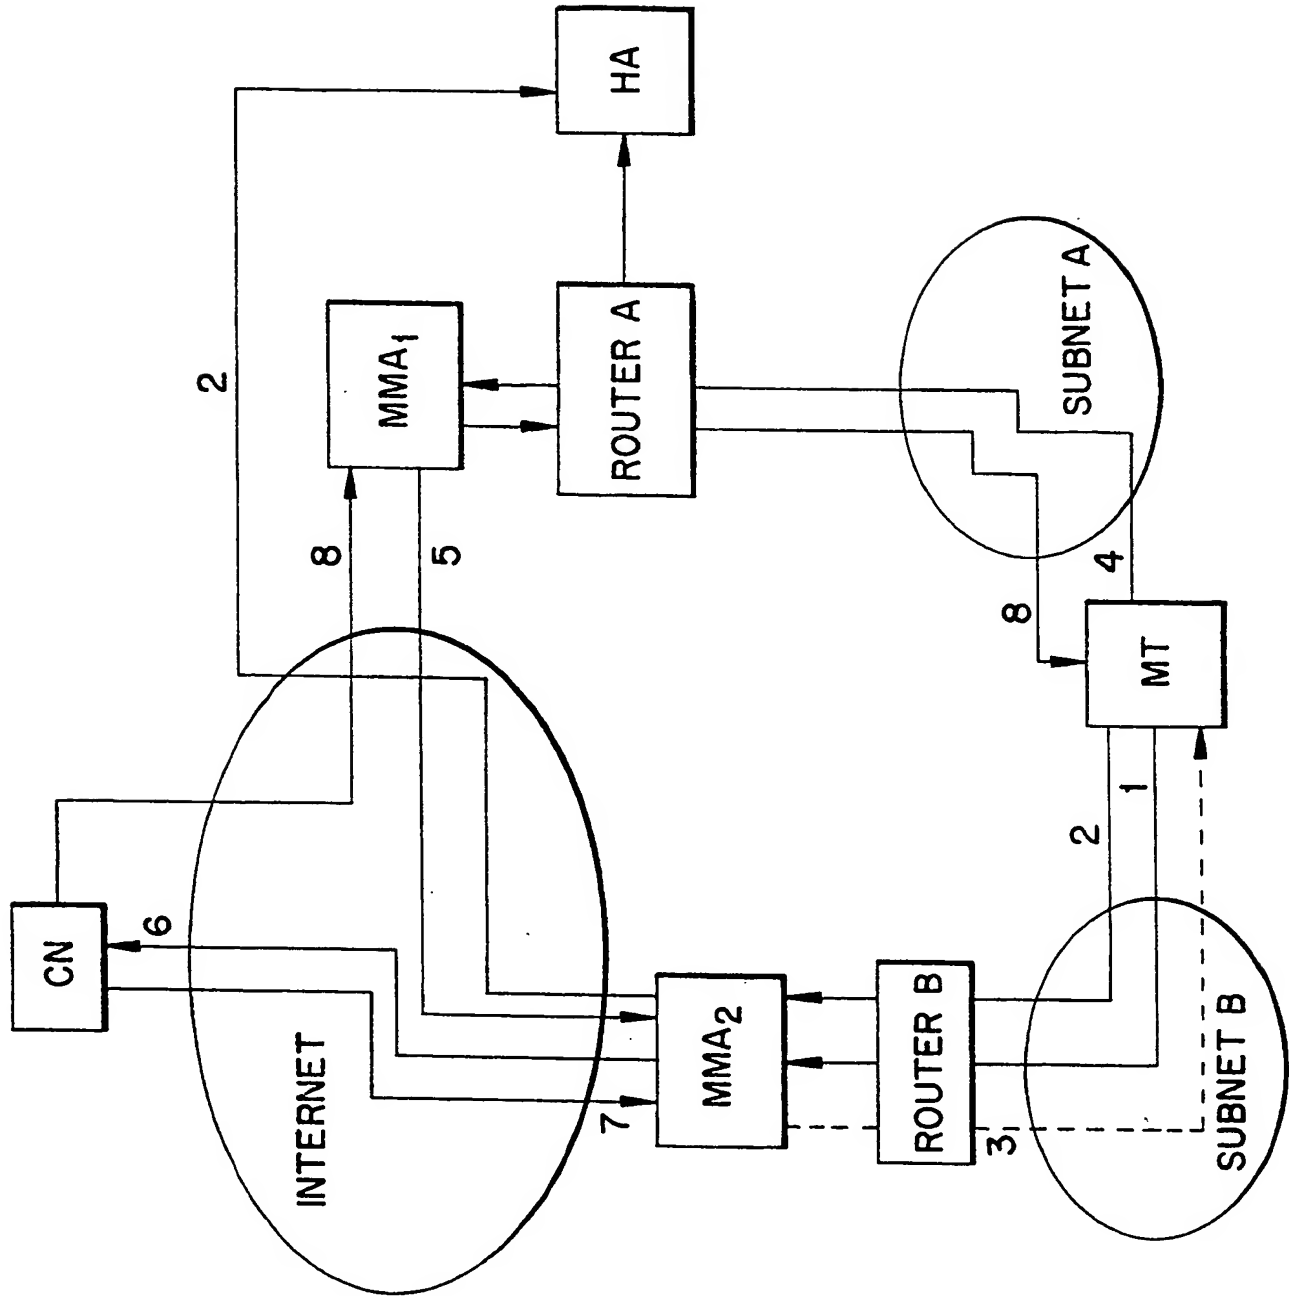 CN
6
INTERNET
7
MMA2
ROUTER B
3
SUBNET B
2
1
MT
8
4
SUBNET A
8
5
MMA1
ROUTER A
2
HA